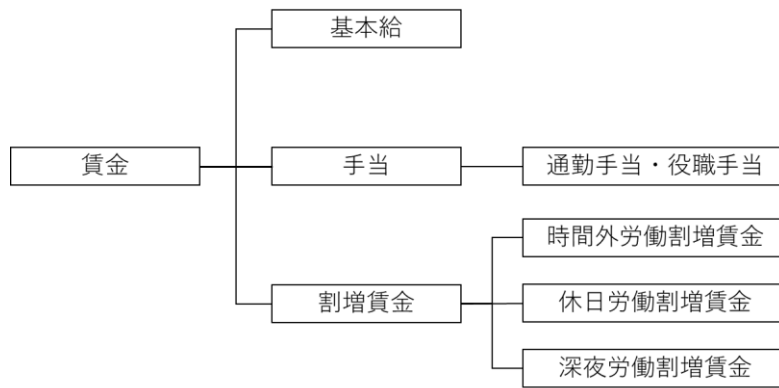 基本給
賃金
手当
通勤手当・役職手当
割増賃金
時間外労働割増賃金
休日労働割増賃金
深夜労働割増賃金